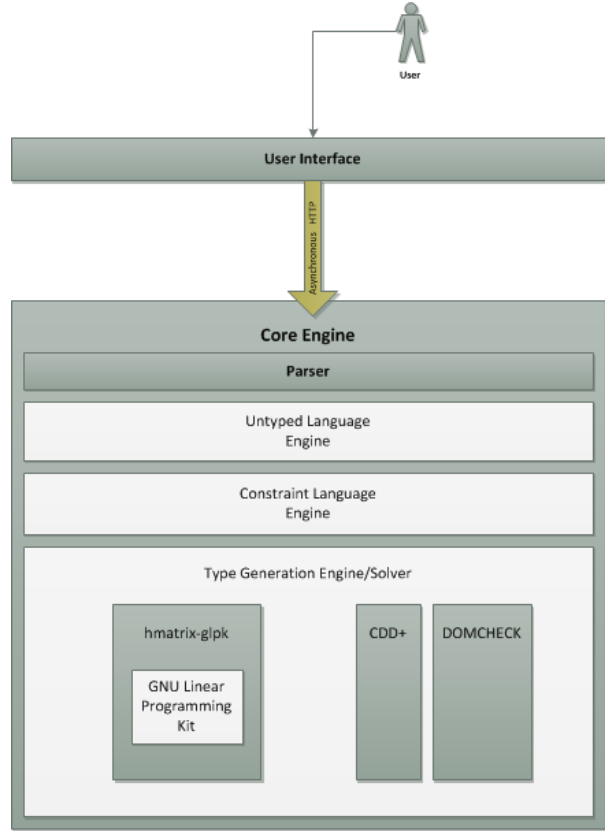 User
User Interface
Asynchronous HTTP
Core Engine
Parser
Untyped Language
Engine
Constraint Language
Engine
Type Generation Engine/Solver
hmatrix-glpk
GNU Linear
Programming
Kit
CDD+
DOMCHECK